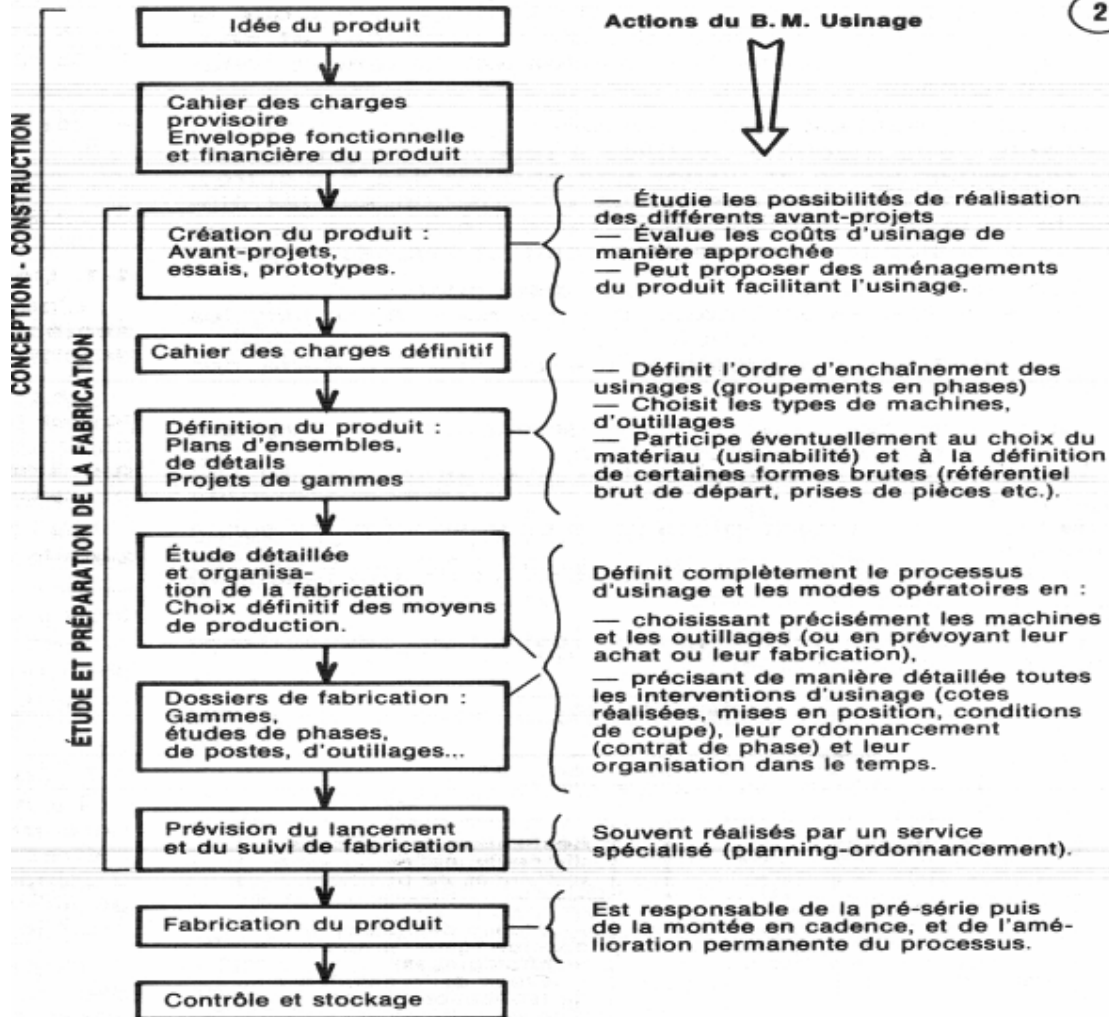 Idée du produit
Actions du B. M. Usinage
2
Cahier des charges
provisoire
Enveloppe fonctionnelle
et financière du produit
CONCEPTION - CONSTRUCTION
ÉTUDE ET PRÉPARATION DE LA FABRICATION
Création du produit :
Avant-projets,
essais, prototypes.
— Étudie les possibilités de réalisation
des différents avant-projets
— Évalue les coûts d'usinage de
manière approchée
— Peut proposer des aménagements
du produit facilitant l'usinage.
Cahier des charges définitif
Définition du produit :
Plans d'ensembles,
de détails
Projets de gammes
— Définit l'ordre d'enchaînement des
usinages (groupements en phases)
— Choisit les types de machines,
d'outillages
— Participe éventuellement au choix du
matériau (usinabilité) et à la définition
de certaines formes brutes (référentiel
brut de départ, prises de pièces etc.).
Étude détaillée
et organisa-
tion de la fabrication
Choix définitif des moyens
de production.
Dossiers de fabrication :
Gammes,
études de phases,
de postes, d'outillages...
Définit complètement le processus
d'usinage et les modes opératoires en :
— choisissant précisément les machines
et les outillages (ou en prévoyant leur
achat ou leur fabrication),
— précisant de manière détaillée toutes
les interventions d'usinage (cotes
réalisées, mises en position, conditions
de coupe), leur ordonnancement
(contrat de phase) et leur
organisation dans le temps.
Prévision du lancement
et du suivi de fabrication
Souvent réalisés par un service
spécialisé (planning-ordonnancement).
Fabrication du produit
Est responsable de la pré-série puis
de la montée en cadence, et de l'amé-
lioration permanente du processus.
Contrôle et stockage